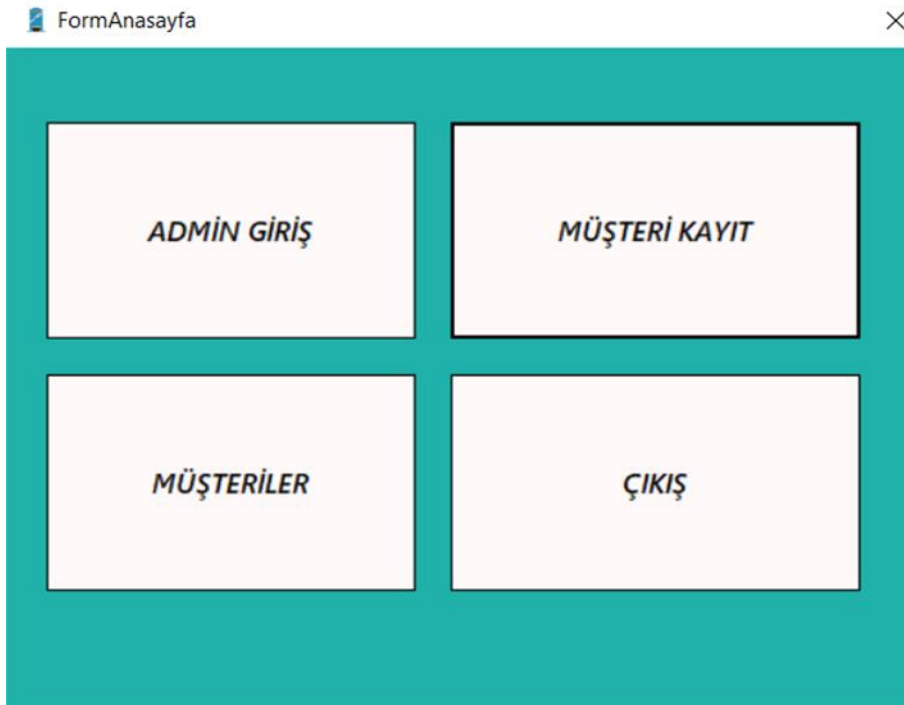 FormAnasayfa
ADMİN GİRİŞ
MÜŞTERİ KAYIT
MÜŞTERİLER
ÇIKIŞ